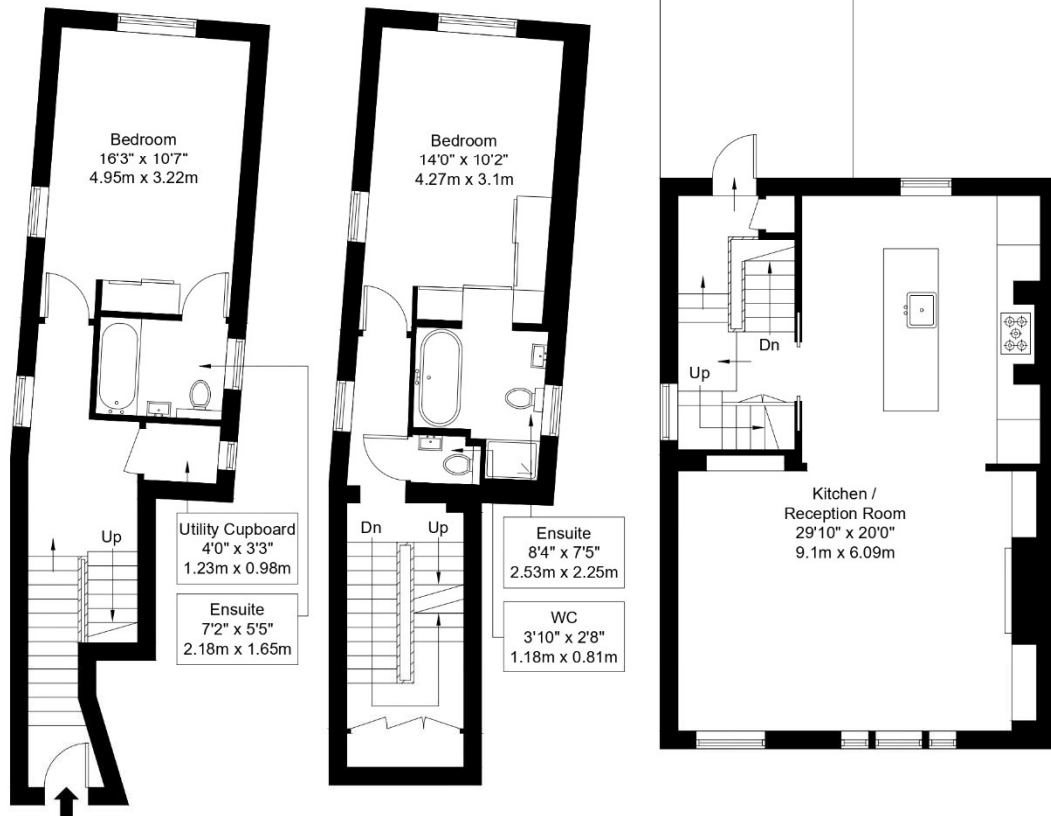 Bedroom
16'3" x 10'7"
4.95m x 3.22m
Up
Utility Cupboard
4'0" x 3'3"
1.23m x 0.98m
Ensuite
7'2" x 5'5"
2.18m x 1.65m
Bedroom
14'0" x 10'2"
4.27m x 3.1m
Dn
Up
Ensuite
8'4" x 7'5"
2.53m x 2.25m
WC
3'10" x 2'8"
1.18m x 0.81m
Dn
Up
Kitchen /
Reception Room
29'10" x 20'0"
9.1m x 6.09m